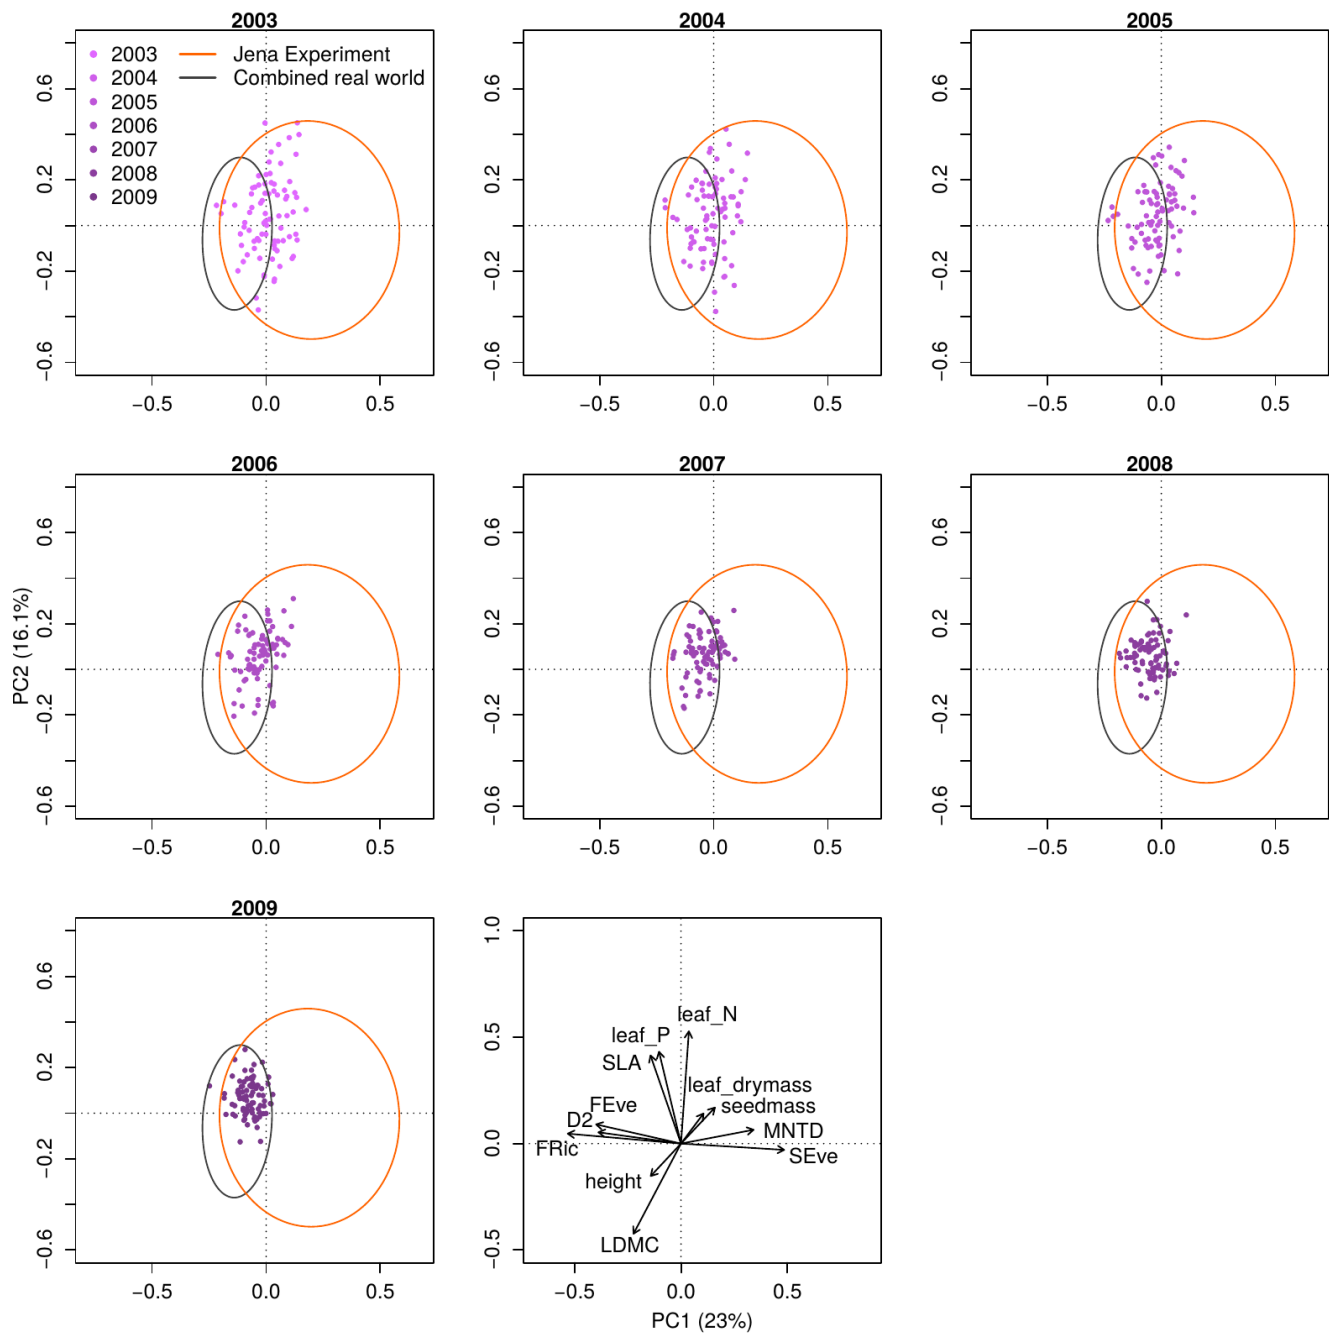 2003
2003 Jena Experiment
2004 Combined real world
2005
2006
2007
2008
2009
0.6
0.2
−0.2
−0.6
−0.5 0.0 0.5
2004
0.6
0.2
−0.2
−0.6
−0.5 0.0 0.5
2005
0.6
0.2
−0.2
−0.6
−0.5 0.0 0.5
PC2 (16.1%)
2006
0.6
0.2
−0.2
−0.6
−0.5 0.0 0.5
2007
0.6
0.2
−0.2
−0.6
−0.5 0.0 0.5
2008
0.6
0.2
−0.2
−0.6
−0.5 0.0 0.5
2009
0.6
0.2
−0.2
−0.6
−0.5 0.0 0.5
1.0
0.5
0.0
−0.5
leaf_N
leaf_P
SLA
leaf_drymass
FEve
seedmass
D2
MNTD
FRic
SEve
height
LDMC
−0.5 0.0 0.5
PC1 (23%)